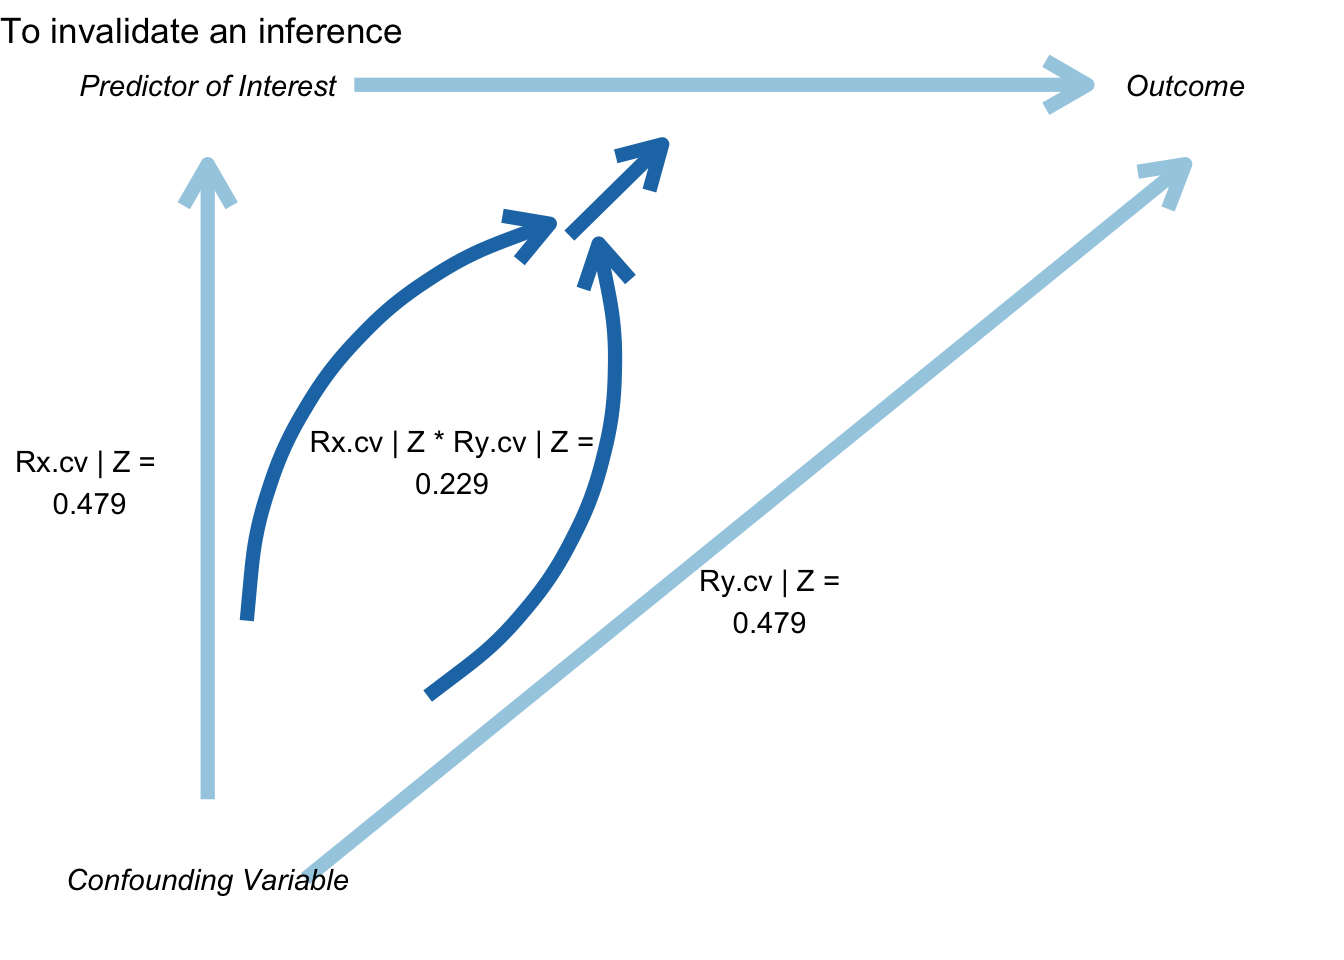 To invalidate an inference
Predictor of Interest
Outcome
Rx.cv | Z * Ry.cv | Z =
0.229
Rx.cv | Z =
0.479
Ry.cv | Z =
0.479
Confounding Variable